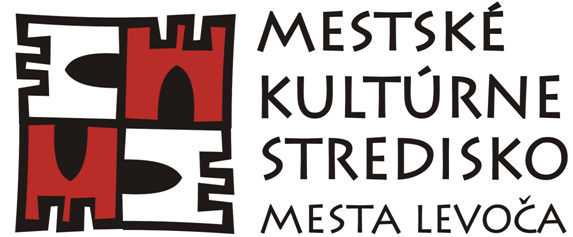 MESTSKÉ
KULTÚRNE
STREDISKO
MESTA LEVOČA